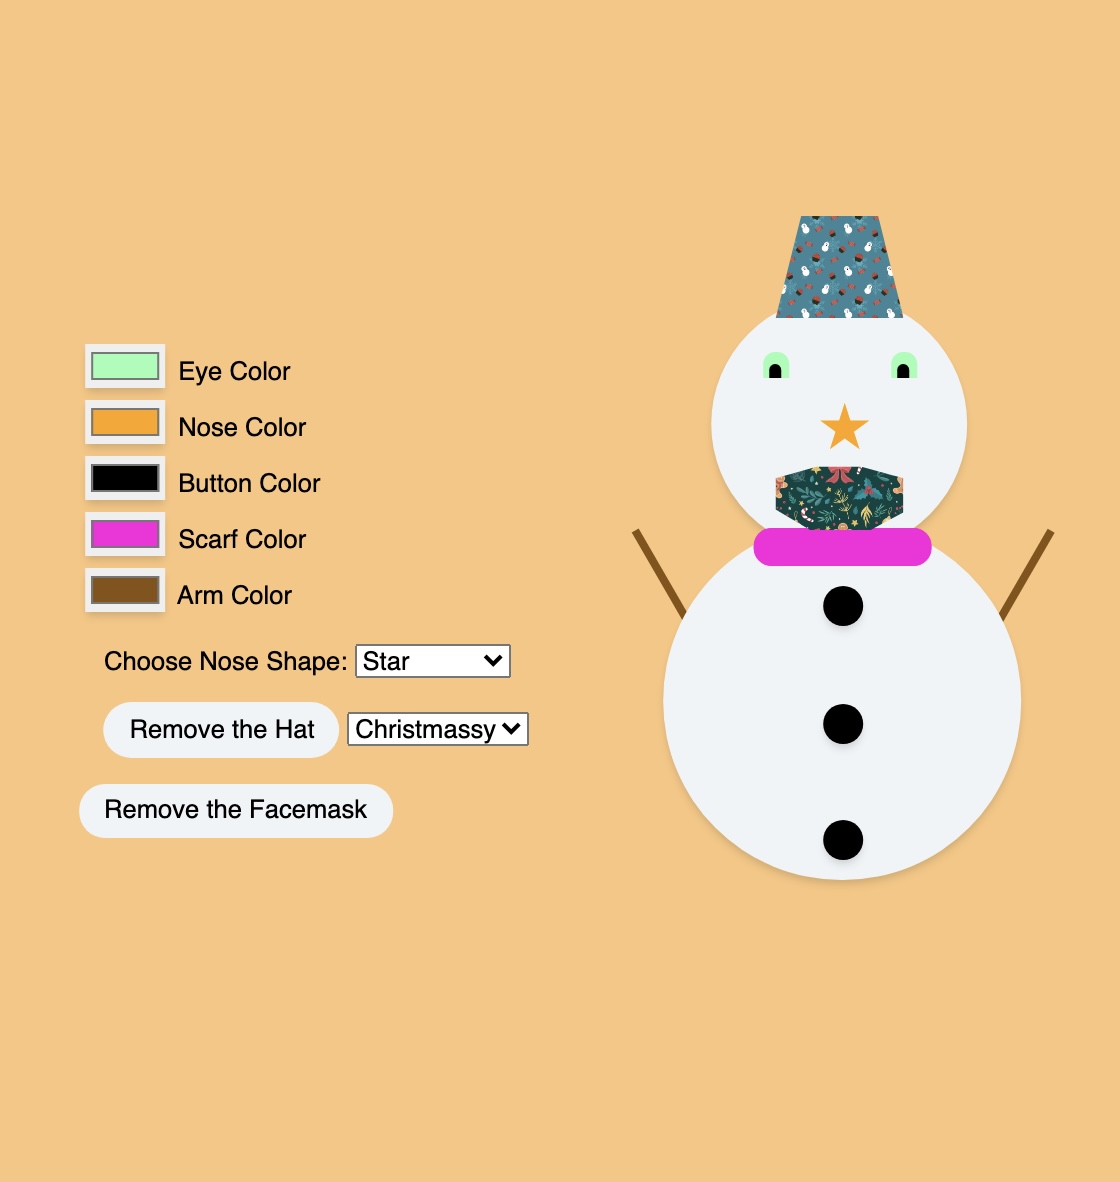 Eye Color
Nose Color
Button Color
Scarf Color
Arm Color
Choose Nose Shape: Star
Remove the Hat Christmassy
Remove the Facemask